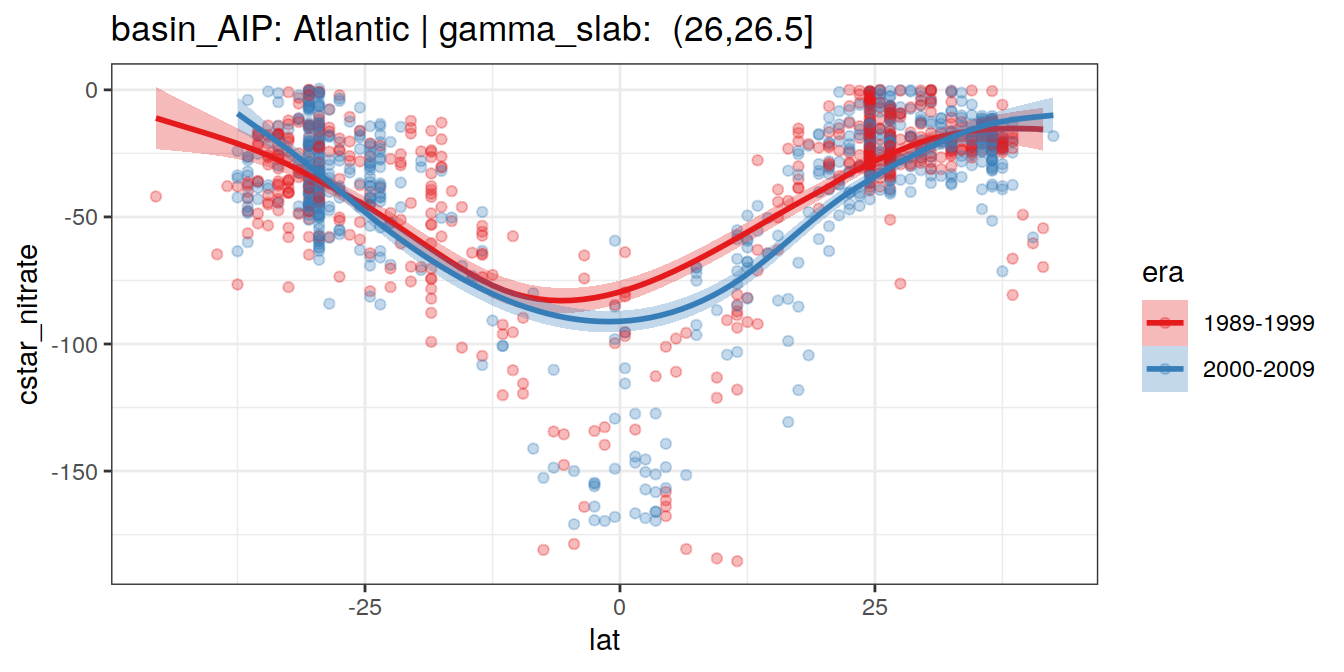 basin_AIP: Atlantic | gamma_slab:  (26,26.5]
0
-50
-100
-150
cstar_nitrate
-25
0
25
lat
era
1989-1999
2000-2009